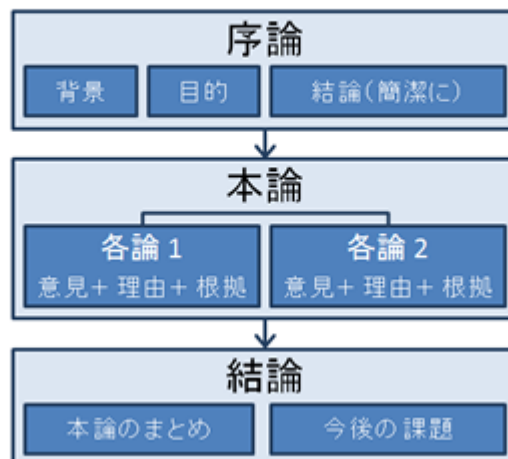 序論
背景 目的 結論(簡潔に)
本論
各論 1 各論 2
意見+ 理由+ 根拠 意見+ 理由+ 根拠
結論
本論のまとめ 今後の課題